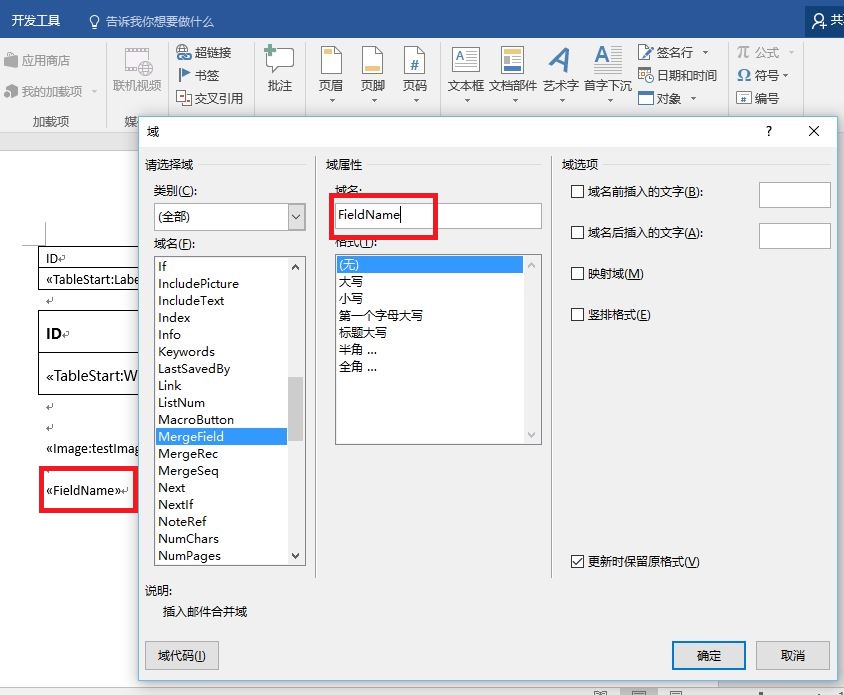 开发工具 告诉我你想要做什么 共
应用商店
我的加载项
加载项
联机视频
媒
超链接
书签
交叉引用
批注
页眉 页脚 页码
#
文本框 文档部件 艺术字 首字下沉
签名行
日期和时间
对象
π 公式
Ω 符号
# 编号
ID
«TableStart:Labe
ID
«TableStart:W
«Image:testImag
«FieldName»
域 ?
请选择域
类别(C):
(全部)
域名(F):
If
IncludePicture
IncludeText
Index
Info
Keywords
LastSavedBy
Link
ListNum
MacroButton
MergeField
MergeRec
MergeSeq
Next
NextIf
NoteRef
NumChars
NumPages
域属性
域名:
FieldName
格式(T):
(无)
大写
小写
第一个字母大写
标题大写
半角 ...
全角 ...
域选项
域名前插入的文字(B):
域名后插入的文字(A):
映射域(M)
竖排格式(E)
更新时保留原格式(V)
说明:
插入邮件合并域
域代码(I)
确定
取消